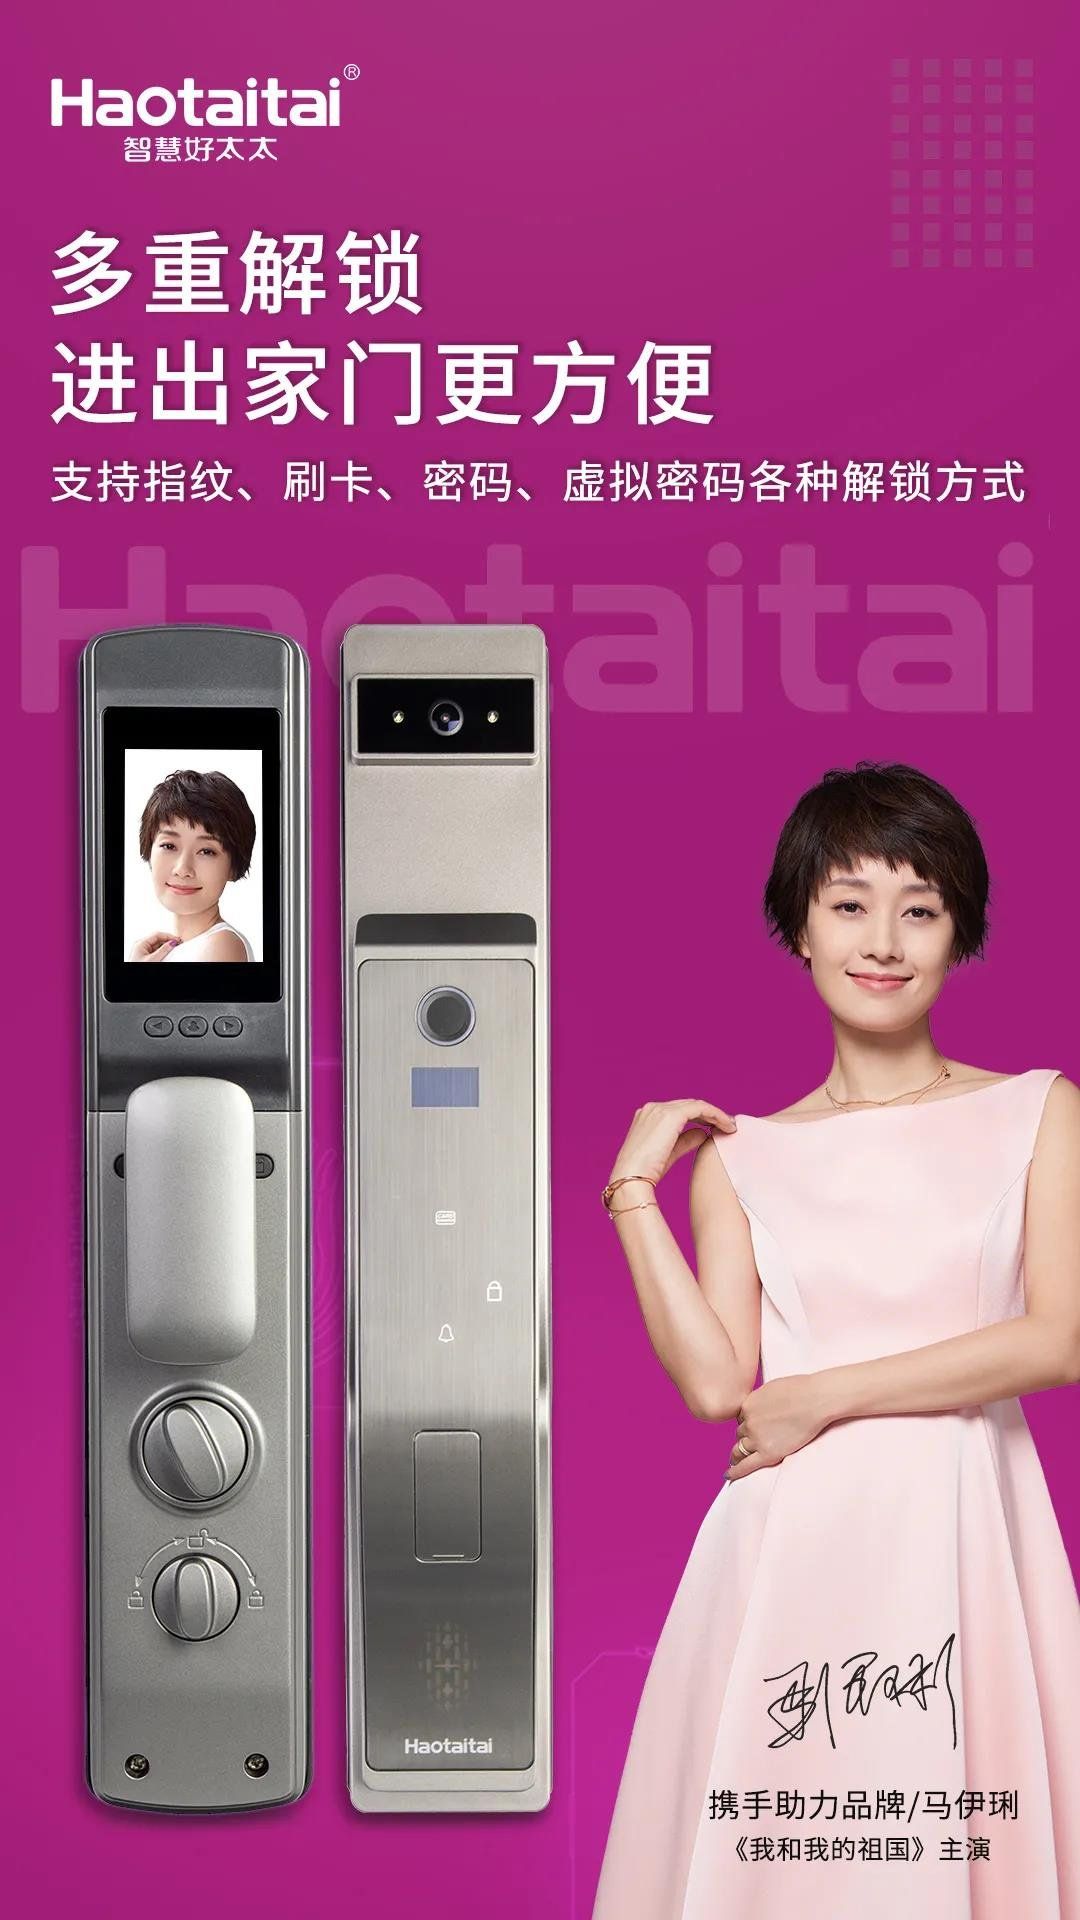 Haotaitai®
智慧好太太
多重解锁
进出家门更方便
支持指纹、刷卡、密码、虚拟密码各种解锁方式
Haotaitai
CARD
Haotaitai
携手助力品牌/马伊琍
《我和我的祖国》主演